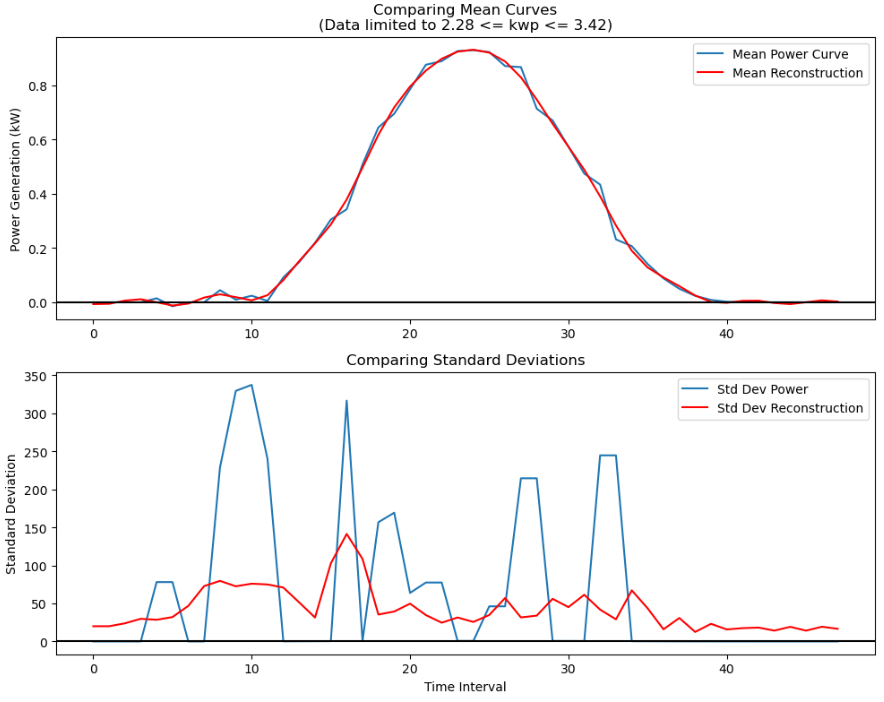 Comparing Mean Curves
(Data limited to 2.28 <= kwp <= 3.42)
Mean Power Curve
Mean Reconstruction
Power Generation (kW)
0.8
0.6
0.4
0.2
0.0
0 10 20 30 40
Comparing Standard Deviations
Std Dev Power
Std Dev Reconstruction
Standard Deviation
350
300
250
200
150
100
50
0
0 10 20 30 40
Time Interval